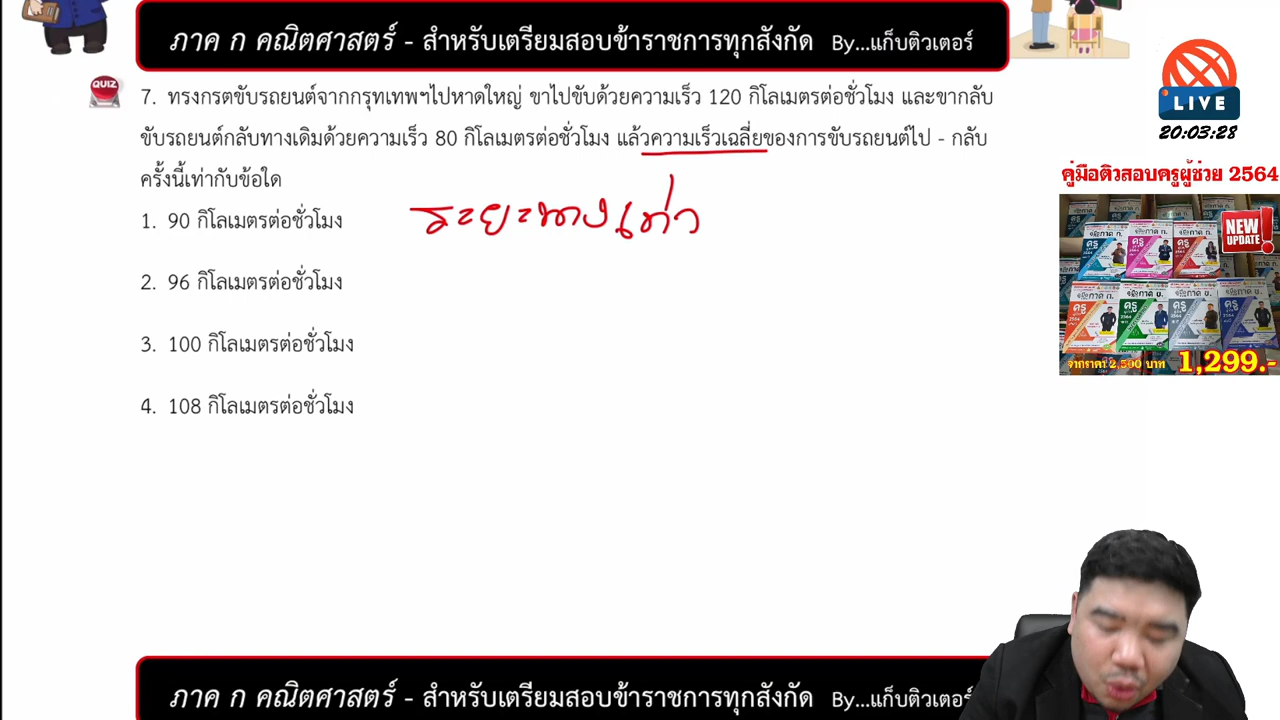 ภาค ก คณิตศาสตร์ - สำหรับเตรียมสอบข้าราชการทุกสังกัด By...แก็บติวเตอร์
LIVE
20:03:28
QUIZ
7. ทรงกรตขับรถยนต์จากกรุทเทพฯไปหาดใหญ่ ขาไปขับด้วยความเร็ว 120 กิโลเมตรต่อชั่วโมง และขากลับ
ขับรถยนต์กลับทางเดิมด้วยความเร็ว 80 กิโลเมตรต่อชั่วโมง แล้วความเร็วเฉลี่ยของการขับรถยนต์ไป - กลับ
ครั้งนี้เท่ากับข้อใด
1. 90 กิโลเมตรต่อชั่วโมง
ระยะทางเท่า
2. 96 กิโลเมตรต่อชั่วโมง
3. 100 กิโลเมตรต่อชั่วโมง
4. 108 กิโลเมตรต่อชั่วโมง
คู่มือติวสอบครูผู้ช่วย 2564
NEW
UPDATE!
จากราคา 2,500 บาท 1,299.-
ภาค ก คณิตศาสตร์ - สำหรับเตรียมสอบข้าราชการทุกสังกัด By...แก็บติวเตอร์